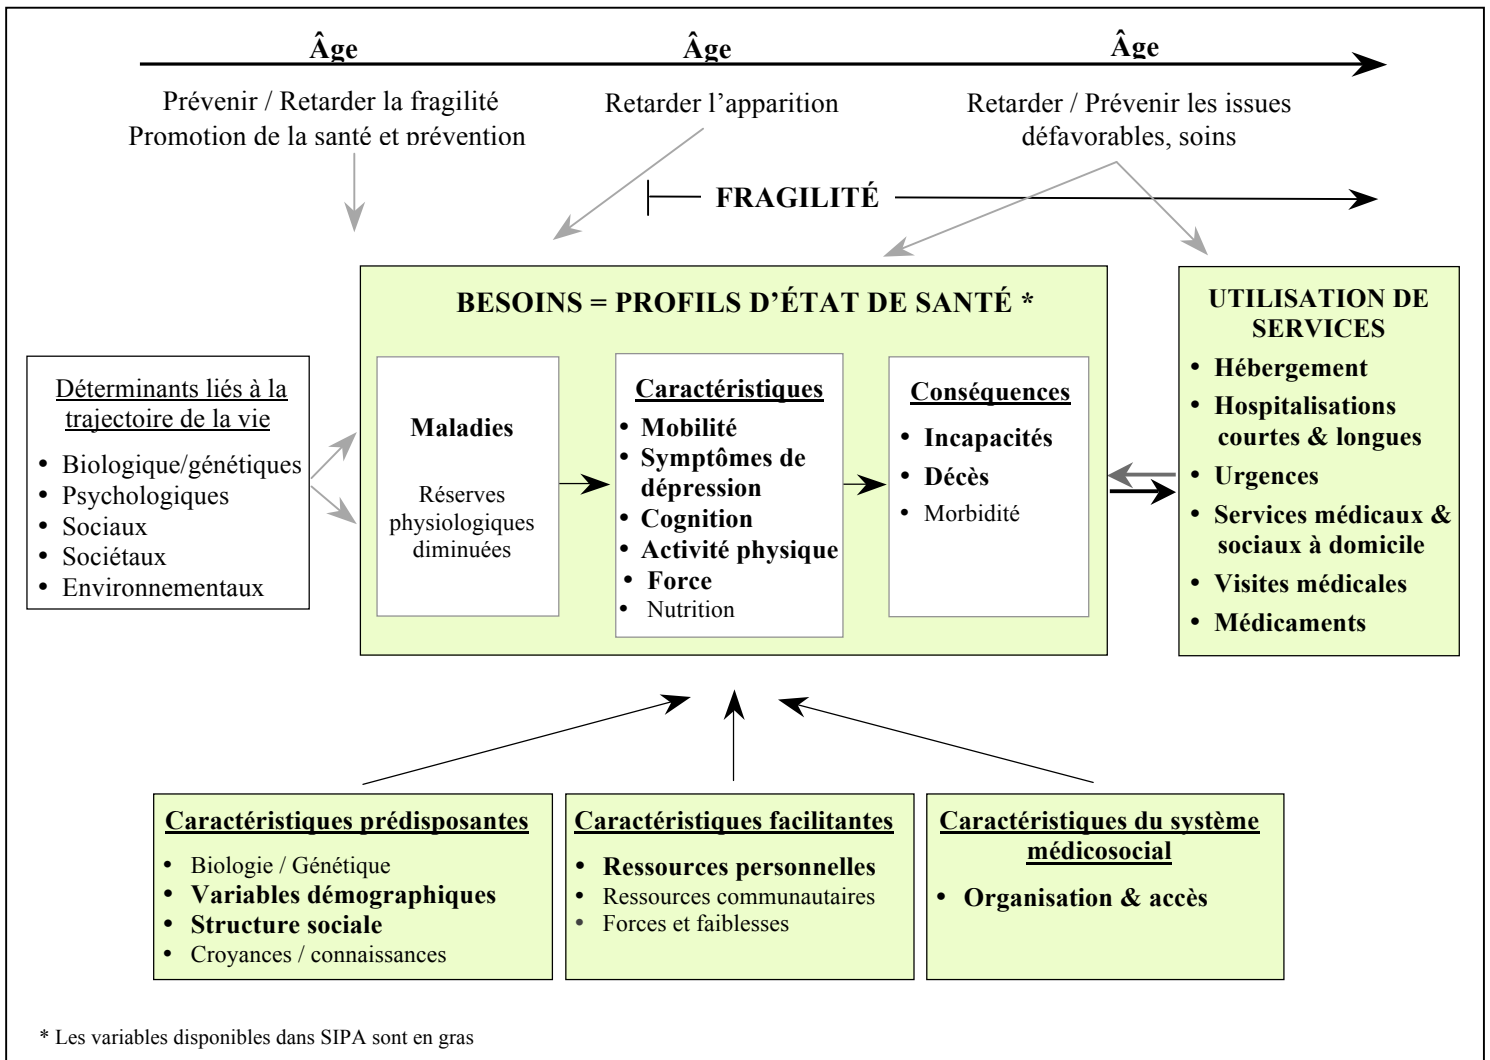 Âge Âge Âge
Prévenir / Retarder la fragilité
Promotion de la santé et prévention
Retarder l'apparition
Retarder / Prévenir les issues
défavorables, soins
FRAGILITÉ
Déterminants liés à la
trajectoire de la vie
• Biologique/génétiques
• Psychologiques
• Sociaux
• Sociétaux
• Environnementaux
BESOINS = PROFILS D'ÉTAT DE SANTÉ *
Maladies
Réserves
physiologiques
diminuées
Caractéristiques
• Mobilité
• Symptômes de
dépression
• Cognition
• Activité physique
• Force
• Nutrition
Conséquences
• Incapacités
• Décès
• Morbidité
UTILISATION DE
SERVICES
• Hébergement
• Hospitalisations
courtes & longues
• Urgences
• Services médicaux &
sociaux à domicile
• Visites médicales
• Médicaments
Caractéristiques prédisposantes
• Biologie / Génétique
• Variables démographiques
• Structure sociale
• Croyances / connaissances
Caractéristiques facilitantes
• Ressources personnelles
• Ressources communautaires
• Forces et faiblesses
Caractéristiques du système
médicosocial
• Organisation & accès
* Les variables disponibles dans SIPA sont en gras